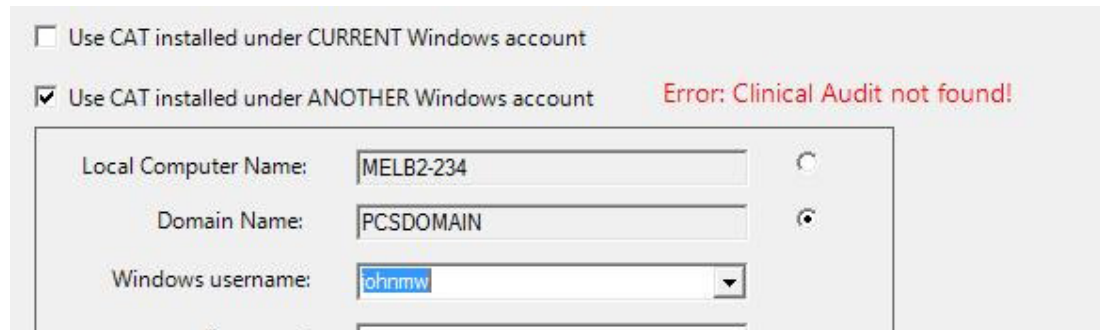 Use CAT installed under CURRENT Windows account
Use CAT installed under ANOTHER Windows account
Error: Clinical Audit not found!
Local Computer Name: MELB2-234
Domain Name: PCSDOMAIN
Windows username: johnmw